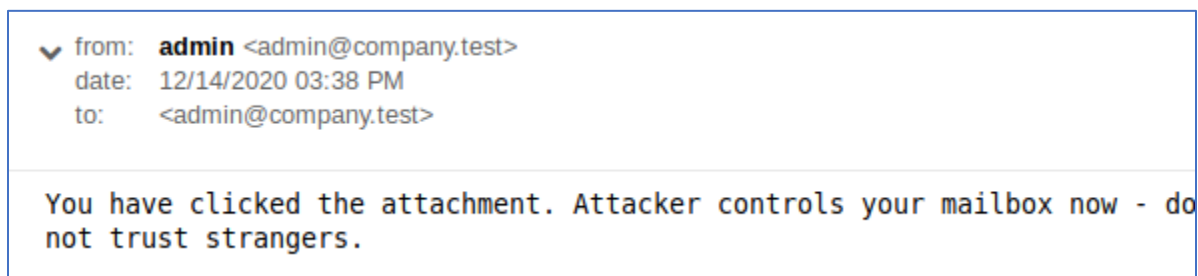 from: admin <admin@company.test>
date: 12/14/2020 03:38 PM
to: <admin@company.test>
You have clicked the attachment. Attacker controls your mailbox now - do
not trust strangers.